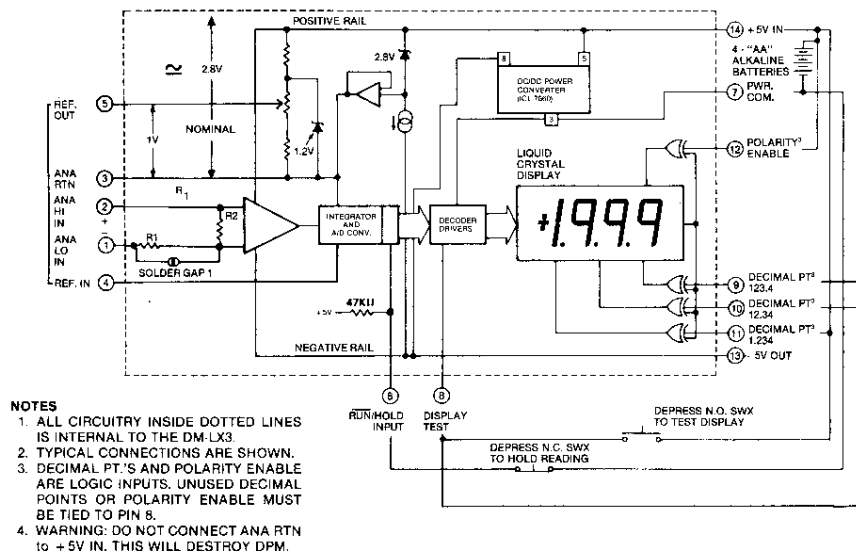 POSITIVE RAIL
14 + 5V IN
4 - "AA"
ALKALINE
BATTERIES
≃
2.8V
2.8V
8
5
DC/DC POWER
CONVERTER
(ICL 7660)
3
7 PWR.
COM.
REF.
OUT
5
1V
NOMINAL
1.2V
12 POLARITY³
ENABLE
LIQUID
CRYSTAL
DISPLAY
ANA
RTN
3
R1
ANA
HI
IN
2
+
R2
INTEGRATOR
AND
A/D CONV.
DECODER
DRIVERS
+1.9.9.9
−
ANA
LO
IN
1
R1
SOLDER GAP 1
REF. IN 4
9 DECIMAL PT³
123.4
47KΩ
+5V
10 DECIMAL PT³
12.34
11 DECIMAL PT³
1.234
NEGATIVE RAIL
13 - 5V OUT
6
8
RUN/HOLD
INPUT
DISPLAY
TEST
DEPRESS N.O. SWX
TO TEST DISPLAY
DEPRESS N.C. SWX
TO HOLD READING
NOTES
1. ALL CIRCUITRY INSIDE DOTTED LINES
IS INTERNAL TO THE DM-LX3.
2. TYPICAL CONNECTIONS ARE SHOWN.
3. DECIMAL PT.'S AND POLARITY ENABLE
ARE LOGIC INPUTS. UNUSED DECIMAL
POINTS OR POLARITY ENABLE MUST
BE TIED TO PIN 8.
4. WARNING: DO NOT CONNECT ANA RTN
to +5V IN. THIS WILL DESTROY DPM.